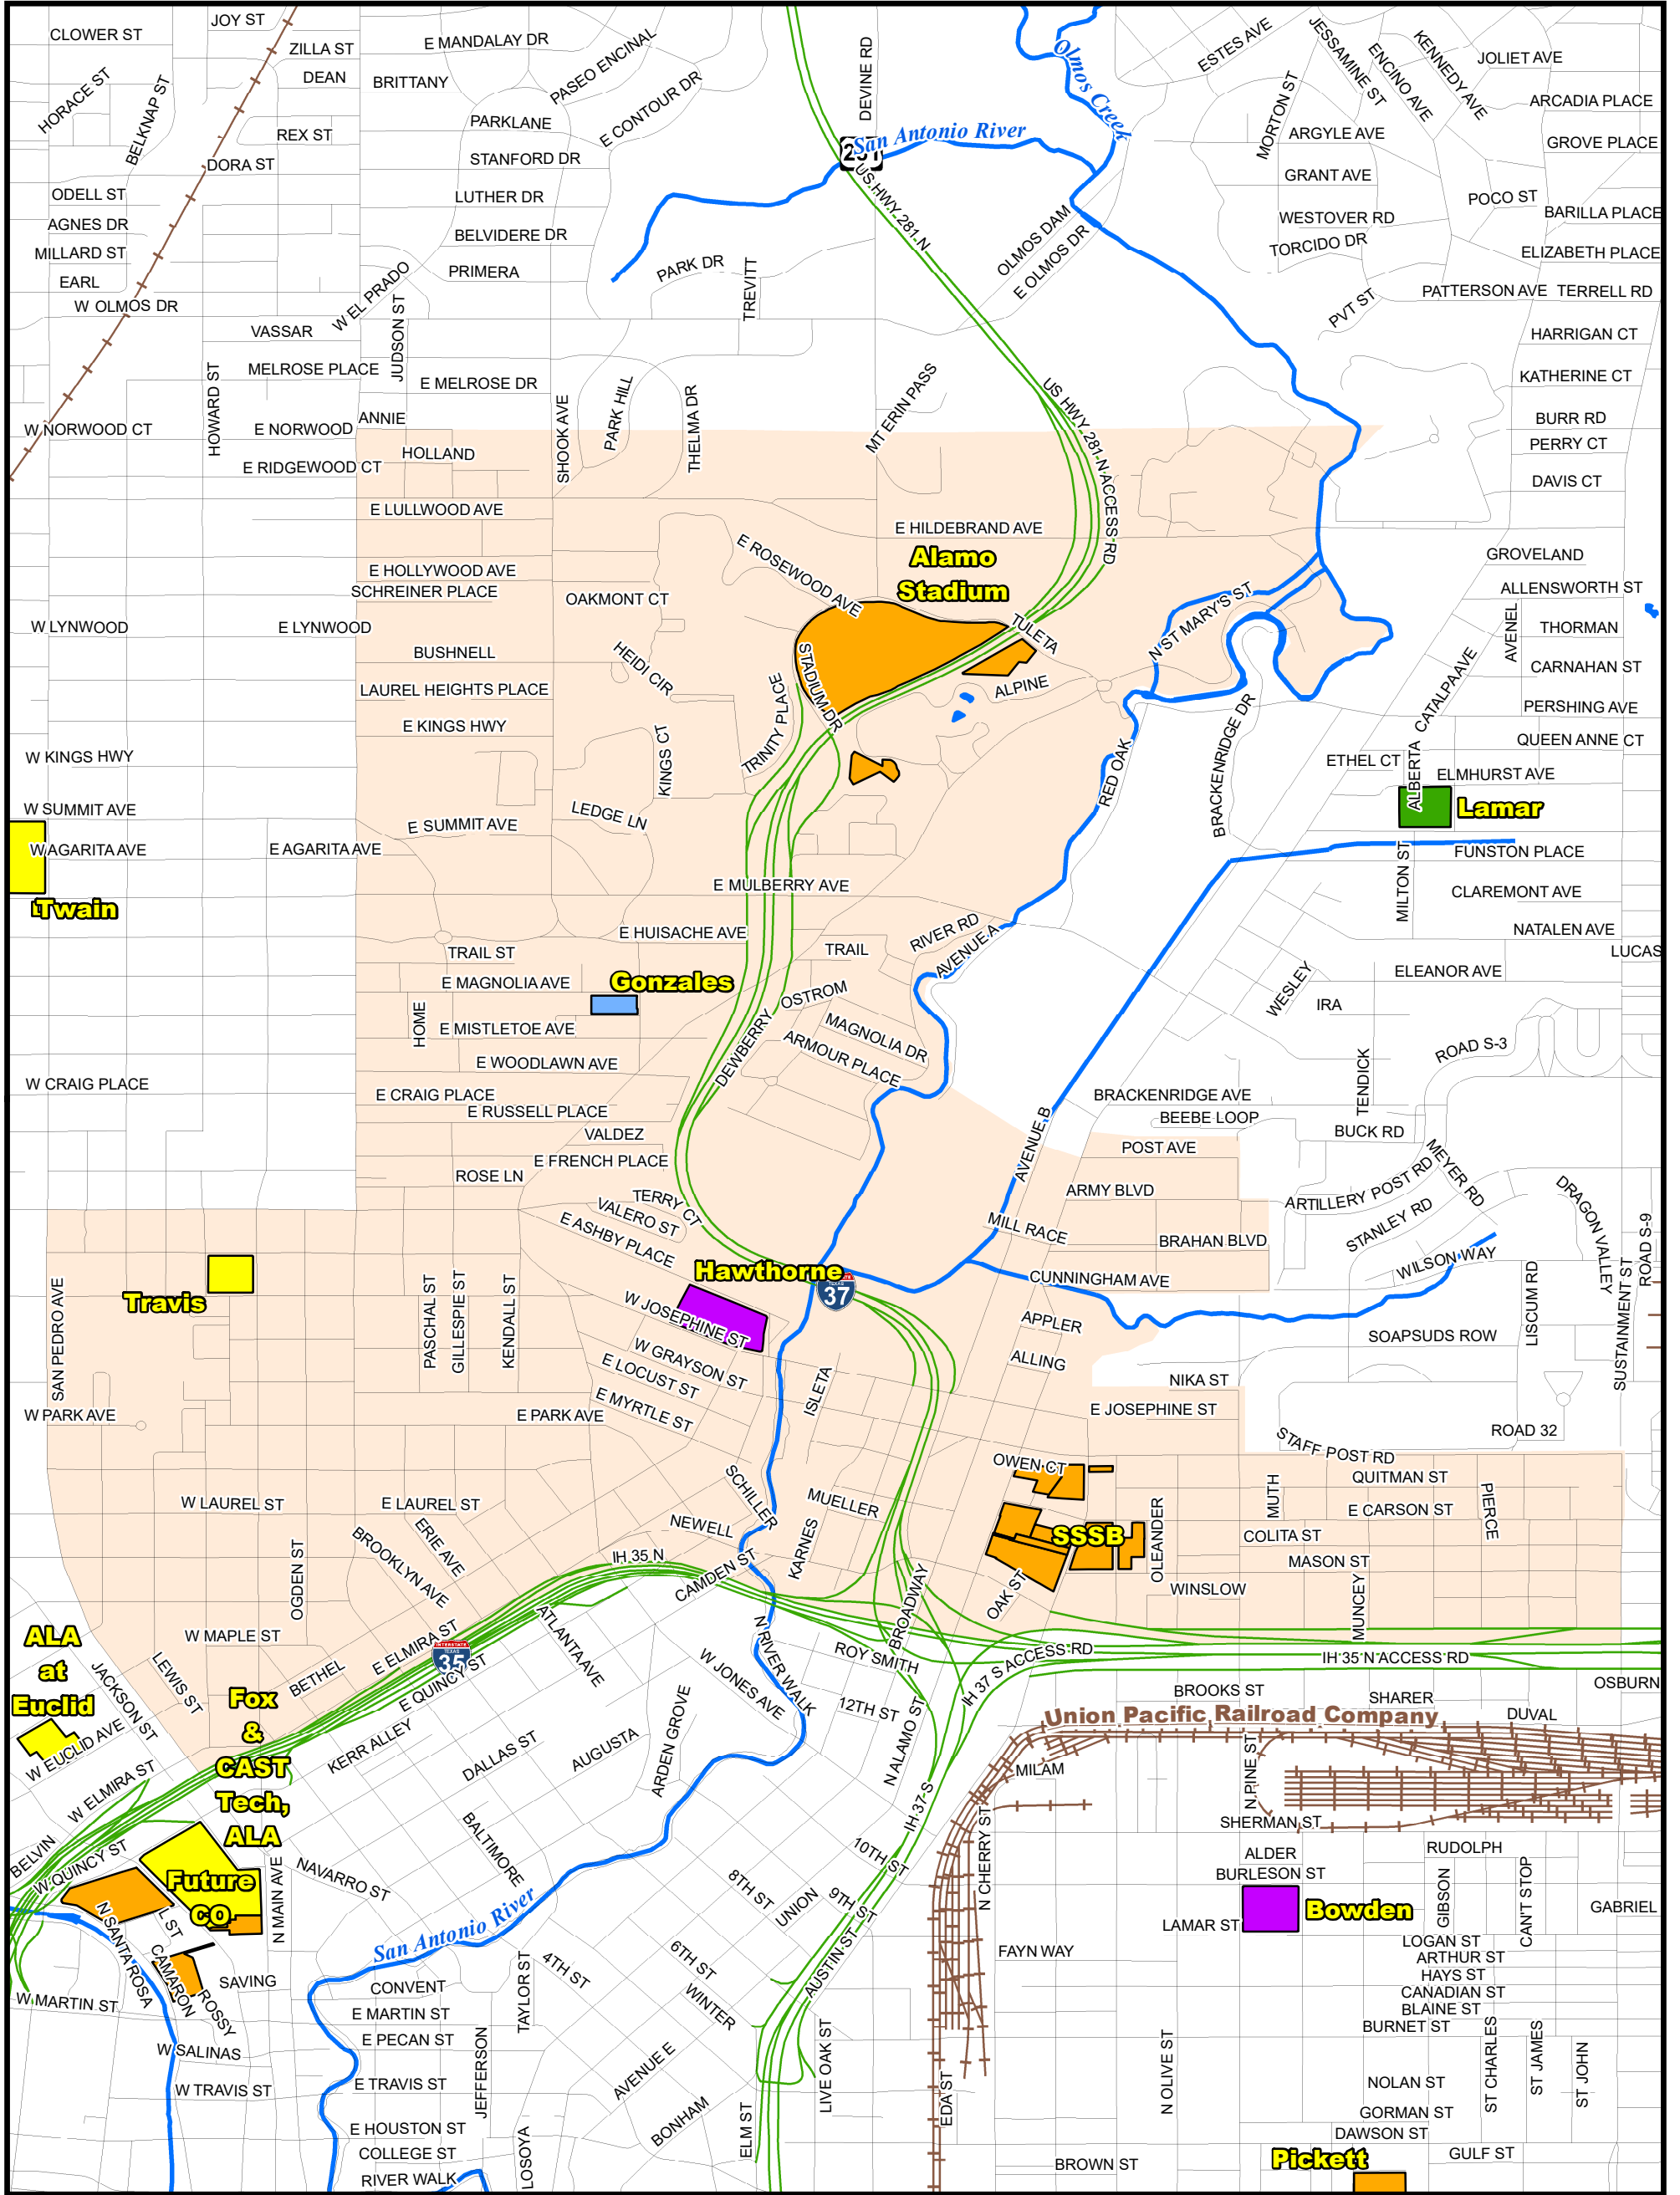 CLOWER ST
JOY ST
ZILLA ST
DEAN
E MANDALAY DR
BRITTANY
PASEO ENCINAL
E CONTOUR DR
DEVINE RD
Olmos Creek
ESTES AVE
JESSAMINE ST
ENCINO AVE
KENNEDY AVE
JOLIET AVE
ARCADIA PLACE
HORACE ST
BELKNAP ST
REX ST
DORA ST
PARKLANE
STANFORD DR
San Antonio River
281
MORTON ST
ARGYLE AVE
GROVE PLACE
GRANT AVE
ODELL ST
AGNES DR
MILLARD ST
EARL
W OLMOS DR
LUTHER DR
BELVIDERE DR
PRIMERA
PARK DR
TREVITT
US HWY 281 N
OLMOS DAM
E OLMOS DR
WESTOVER RD
TORCIDO DR
POCO ST
BARILLA PLACE
ELIZABETH PLACE
PATTERSON AVE
TERRELL RD
PVT ST
HARRIGAN CT
W EL PRADO
VASSAR
JUDSON ST
MELROSE PLACE
E MELROSE DR
HOWARD ST
ANNIE
W NORWOOD CT
E NORWOOD
HOLLAND
E RIDGEWOOD CT
SHOOK AVE
PARK HILL
THELMA DR
MT ERIN PASS
US HWY 281 N ACCESS RD
KATHERINE CT
BURR RD
PERRY CT
DAVIS CT
E LULLWOOD AVE
E HILDEBRAND AVE
Alamo
Stadium
E ROSEWOOD AVE
GROVELAND
ALLENSWORTH ST
E HOLLYWOOD AVE
SCHREINER PLACE
OAKMONT CT
W LYNWOOD
E LYNWOOD
BUSHNELL
HEIDI CIR
LAUREL HEIGHTS PLACE
E KINGS HWY
TULETA
STADIUM DR
TRINITY PLACE
ALPINE
N ST MARY'S ST
AVENEL
THORMAN
CARNAHAN ST
CATALPA AVE
PERSHING AVE
QUEEN ANNE CT
W KINGS HWY
KINGS CT
RED OAK
BRACKENRIDGE DR
ETHEL CT
ALBERTA
ELMHURST AVE
Lamar
W SUMMIT AVE
E SUMMIT AVE
LEDGE LN
W AGARITA AVE
E AGARITA AVE
Twain
E MULBERRY AVE
FUNSTON PLACE
MILTON ST
CLAREMONT AVE
NATALEN AVE
LUCAS
E HUISACHE AVE
TRAIL ST
TRAIL
RIVER RD
AVENUE A
E MAGNOLIA AVE
Gonzales
HOME
E MISTLETOE AVE
E WOODLAWN AVE
OSTROM
MAGNOLIA DR
ARMOUR PLACE
DEWBERRY
ELEANOR AVE
WESLEY
IRA
ROAD S-3
W CRAIG PLACE
E CRAIG PLACE
E RUSSELL PLACE
VALDEZ
E FRENCH PLACE
ROSE LN
BRACKENRIDGE AVE
BEEBE LOOP
TENDICK
BUCK RD
AVENUE B
POST AVE
ARMY BLVD
MEYER RD
ARTILLERY POST RD
STANLEY RD
DRAGON VALLEY
ROAD S-9
TERRY CT
VALERO ST
E ASHBY PLACE
MILL RACE
BRAHAN BLVD
WILSON WAY
Hawthorne
37
CUNNINGHAM AVE
Travis
SAN PEDRO AVE
PASCHAL ST
GILLESPIE ST
KENDALL ST
W JOSEPHINE ST
APPLER
LISCUM RD
SUSTAINMENT ST
SOAPSUDS ROW
W GRAYSON ST
E LOCUST ST
E MYRTLE ST
ISLETA
ALLING
NIKA ST
W PARK AVE
E PARK AVE
E JOSEPHINE ST
ROAD 32
STAFF POST RD
OWEN CT
QUITMAN ST
W LAUREL ST
E LAUREL ST
SCHILLER
MUELLER
MUTH
E CARSON ST
PIERCE
SSSB
COLITA ST
MASON ST
BROOKLYN AVE
ERIE AVE
NEWELL
KARNES
OLEANDER
OGDEN ST
IH 35 N
CAMDEN ST
OAK ST
WINSLOW
MUNCEY
ALA
at
Euclid
W MAPLE ST
E ELMIRA ST
ATLANTA AVE
N RIVER WALK
BROADWAY
ROY SMITH
IH 37 S ACCESS RD
IH 35 N ACCESS RD
JACKSON ST
LEWIS ST
BETHEL
INTERSTATE
TEXAS
35
E QUINCY ST
W JONES AVE
12TH ST
BROOKS ST
SHARER
OSBURN
Fox
&
CAST
Tech,
ALA
Future
CO
W EUCLID AVE
W ELMIRA ST
KERR ALLEY
DALLAS ST
AUGUSTA
ARDEN GROVE
N ALAMO ST
Union Pacific Railroad Company
DUVAL
MILAM
N PINE ST
SHERMAN ST
BELVIN
W QUINCY ST
N MAIN AVE
NAVARRO ST
BALTIMORE
IH 37 S
10TH ST
N CHERRY ST
ALDER
BURLESON ST
RUDOLPH
Bowden
GIBSON
CANT STOP
GABRIEL
LAMAR ST
N SANTA ROSA
L ST
CAMARON
ROSSY
SAVING
San Antonio River
8TH ST
UNION
9TH ST
6TH ST
4TH ST
AUSTIN ST
FAYN WAY
LOGAN ST
ARTHUR ST
HAYS ST
CANADIAN ST
BLAINE ST
BURNET ST
W MARTIN ST
CONVENT
E MARTIN ST
E PECAN ST
TAYLOR ST
WINTER
W SALINAS
W TRAVIS ST
E TRAVIS ST
JEFFERSON
AVENUE E
LIVE OAK ST
EDA ST
N OLIVE ST
ST CHARLES
ST JAMES
ST JOHN
NOLAN ST
GORMAN ST
DAWSON ST
E HOUSTON ST
COLLEGE ST
RIVER WALK
LOSOYA
BONHAM
ELM ST
BROWN ST
Pickett
GULF ST